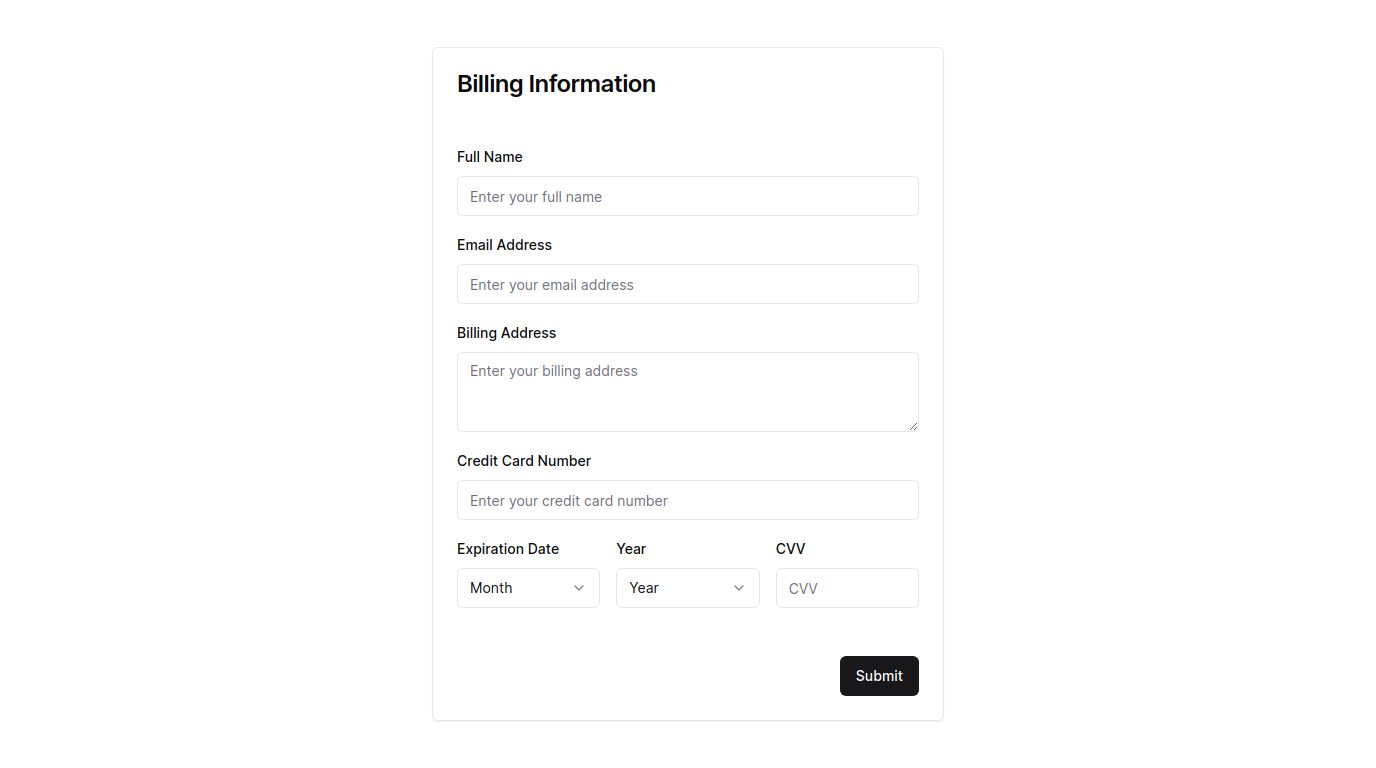 Billing Information
Full Name
Enter your full name
Email Address
Enter your email address
Billing Address
Enter your billing address
Credit Card Number
Enter your credit card number
Expiration Date Year CVV
Month Year CVV
Submit